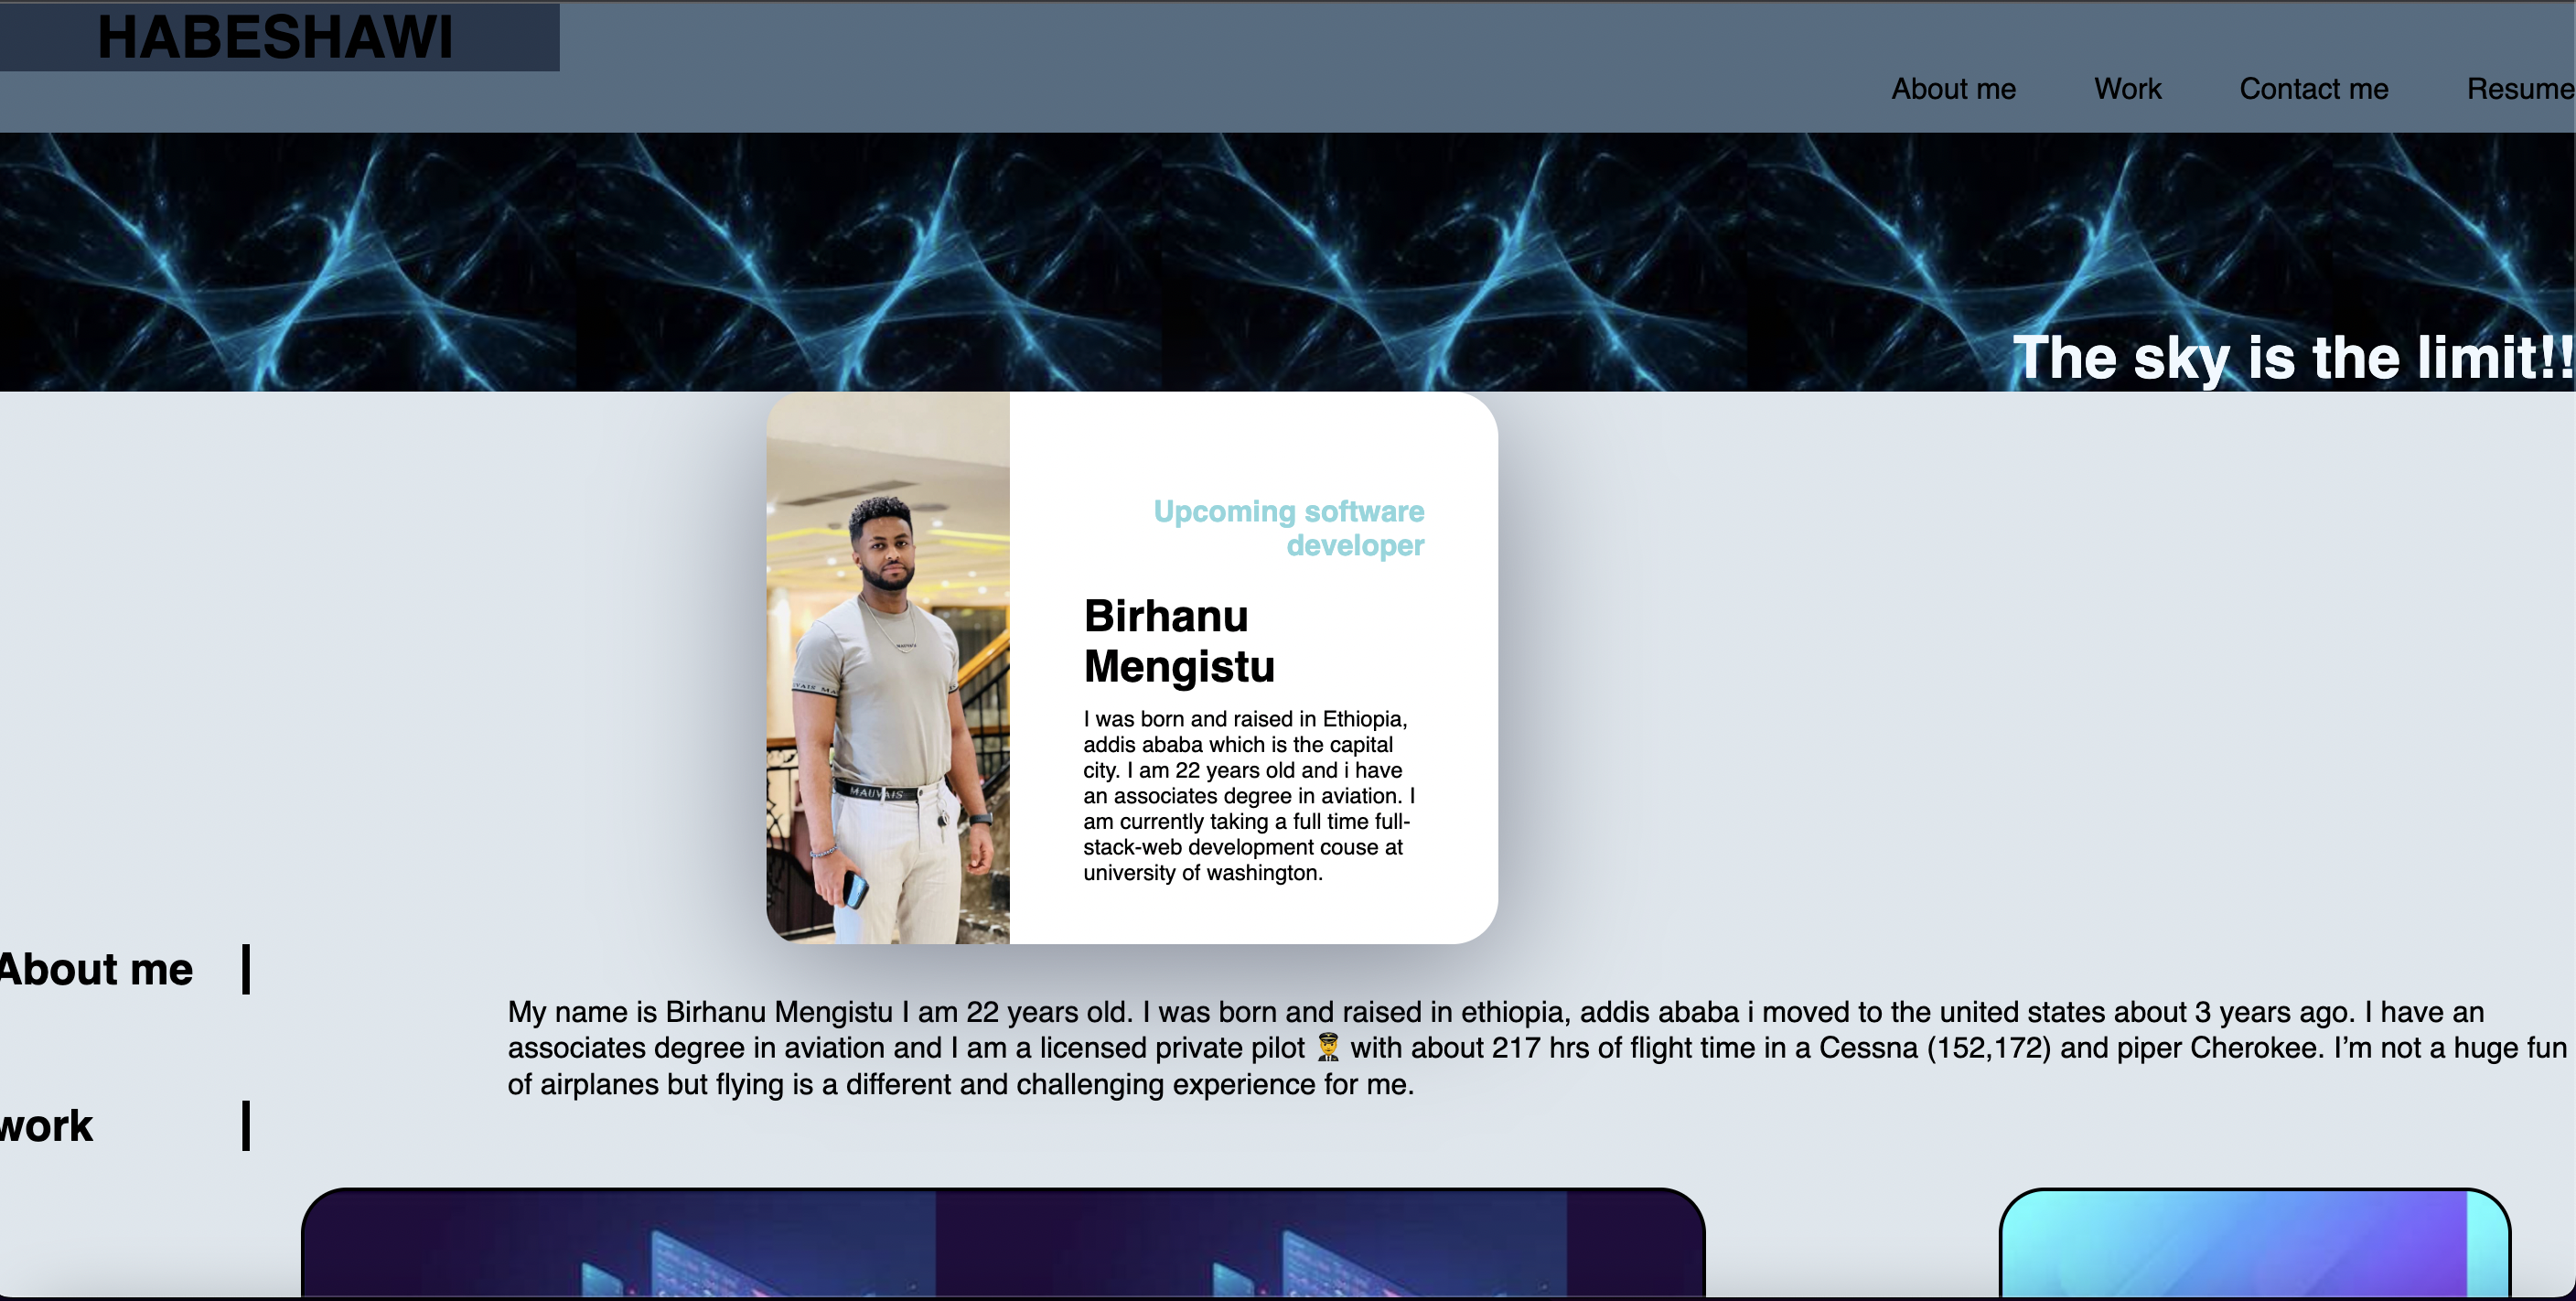 HABESHAWI
About me Work Contact me Resume
The sky is the limit!!
Upcoming software
developer
Birhanu
Mengistu
I was born and raised in Ethiopia,
addis ababa which is the capital
city. I am 22 years old and i have
an associates degree in aviation. I
am currently taking a full time full-
stack-web development couse at
university of washington.
MAUVAIS
About me
My name is Birhanu Mengistu I am 22 years old. I was born and raised in ethiopia, addis ababa i moved to the united states about 3 years ago. I have an
associates degree in aviation and I am a licensed private pilot 👨‍✈️ with about 217 hrs of flight time in a Cessna (152,172) and piper Cherokee. I’m not a huge fun
of airplanes but flying is a different and challenging experience for me.
work